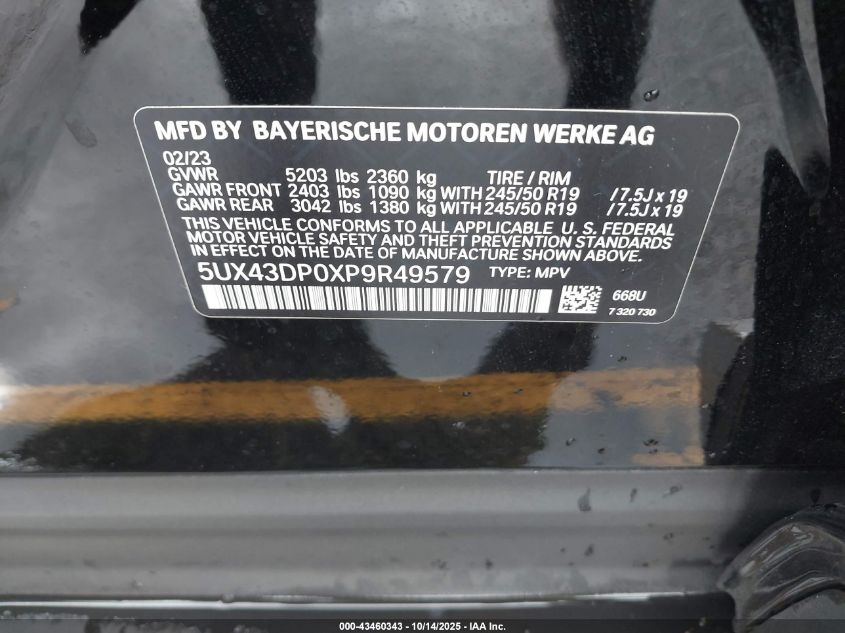 MFD BY BAYERISCHE MOTOREN WERKE AG
02/23
GVWR 5203 lbs 2360 kg TIRE / RIM
GAWR FRONT 2403 lbs 1090 kg WITH 245/50 R19 / 7.5J x 19
GAWR REAR 3042 lbs 1380 kg WITH 245/50 R19 / 7.5J x 19
THIS VEHICLE CONFORMS TO ALL APPLICABLE U. S. FEDERAL
MOTOR VEHICLE SAFETY AND THEFT PREVENTION STANDARDS
IN EFFECT ON THE DATE OF MANUFACTURE SHOWN ABOVE.
5UX43DP0XP9R49579 TYPE: MPV
668U
7 320 730
000-43460343 - 10/14/2025 - IAA Inc.